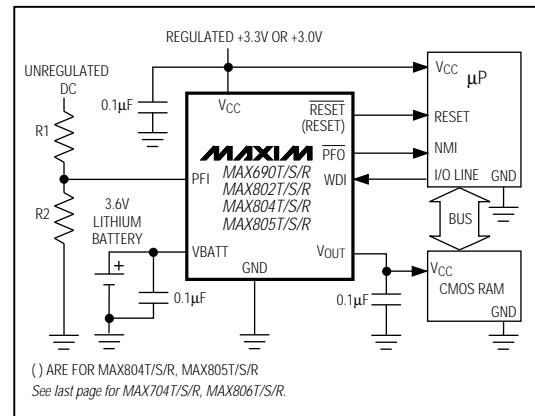 REGULATED +3.3V OR +3.0V
UNREGULATED
DC
R1
R2
0.1μF
VCC
RESET
(RESET)
MAXIM
MAX690T/S/R
MAX802T/S/R
MAX804T/S/R
MAX805T/S/R
PFI
PFO
WDI
VBATT
VOUT
GND
3.6V
LITHIUM
BATTERY
+
0.1μF
0.1μF
VCC
μP
RESET
NMI
I/O LINE
GND
BUS
VCC
CMOS RAM
GND
( ) ARE FOR MAX804T/S/R, MAX805T/S/R
See last page for MAX704T/S/R, MAX806T/S/R.